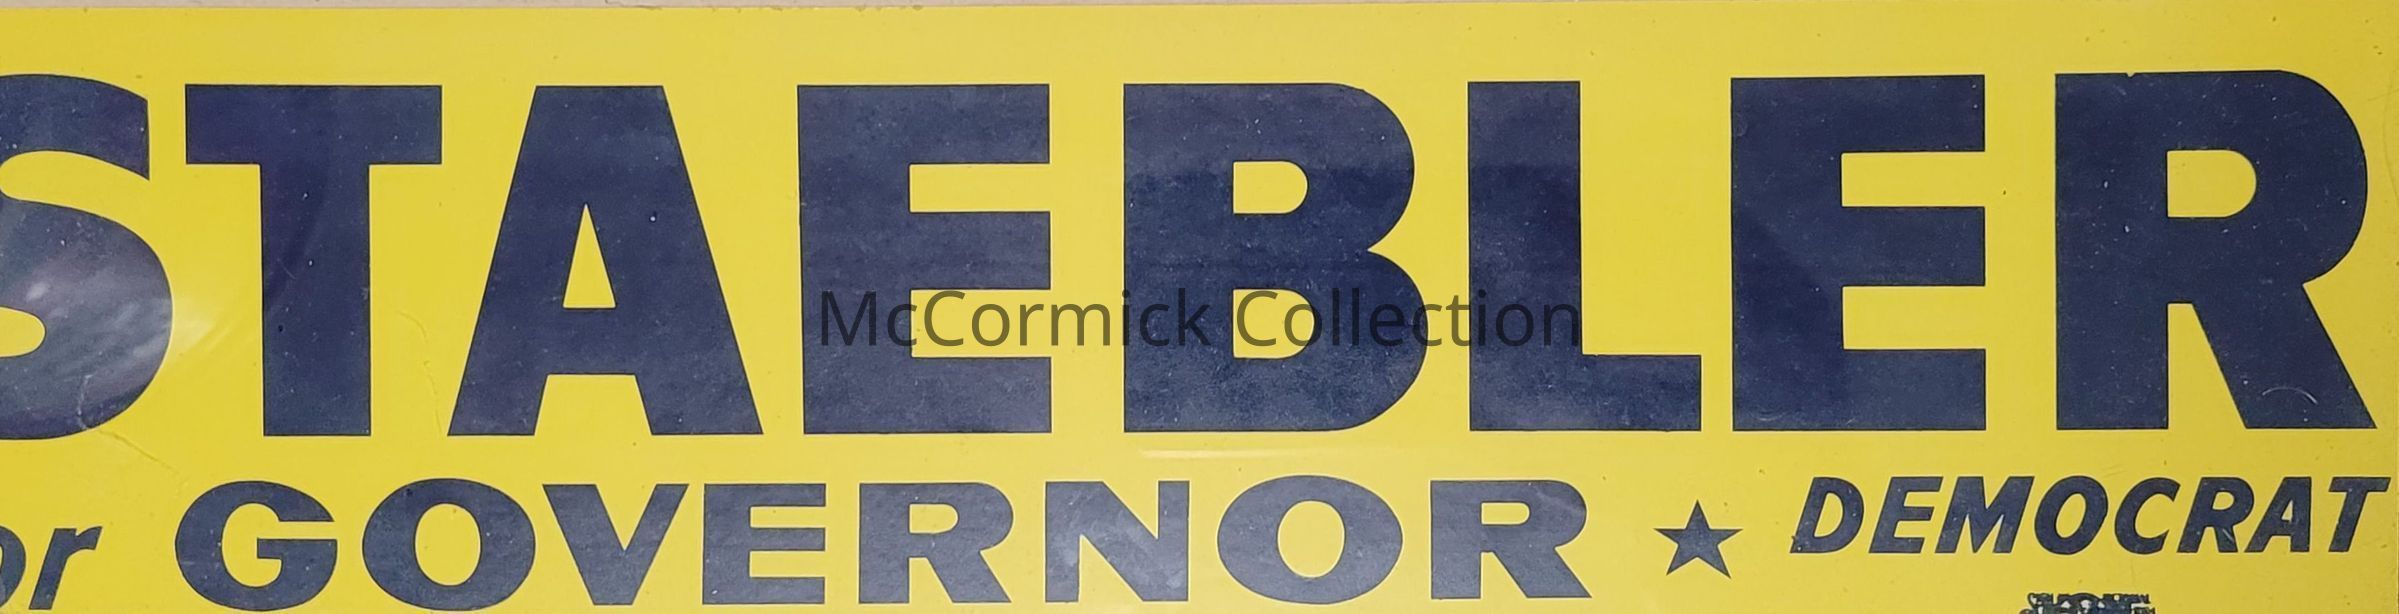 STAEBLER
McCormick Collection
or GOVERNOR ★ DEMOCRAT